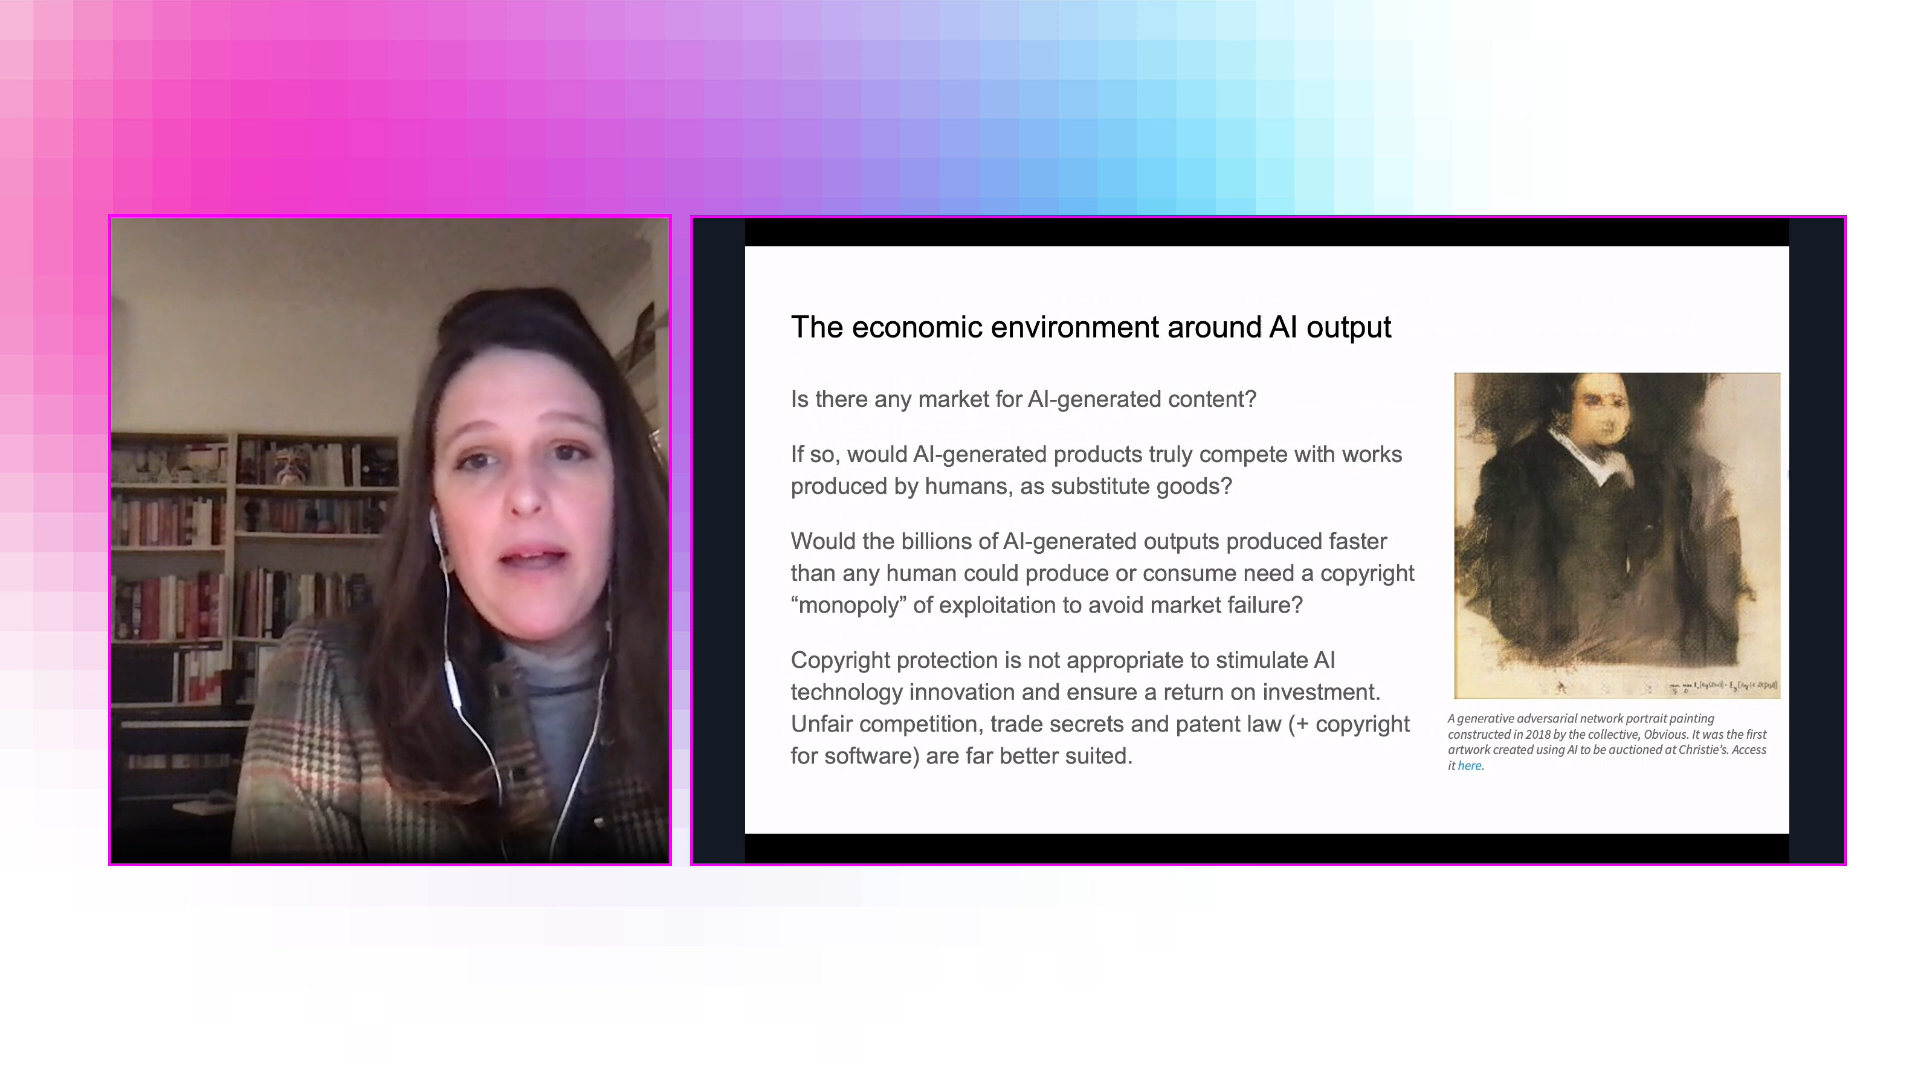 The economic environment around AI output
Is there any market for AI-generated content?
If so, would AI-generated products truly compete with works
produced by humans, as substitute goods?
Would the billions of AI-generated outputs produced faster
than any human could produce or consume need a copyright
“monopoly” of exploitation to avoid market failure?
Copyright protection is not appropriate to stimulate AI
technology innovation and ensure a return on investment.
Unfair competition, trade secrets and patent law (+ copyright
for software) are far better suited.
A generative adversarial network portrait painting
constructed in 2018 by the collective, Obvious. It was the first
artwork created using AI to be auctioned at Christie's. Access
it here.